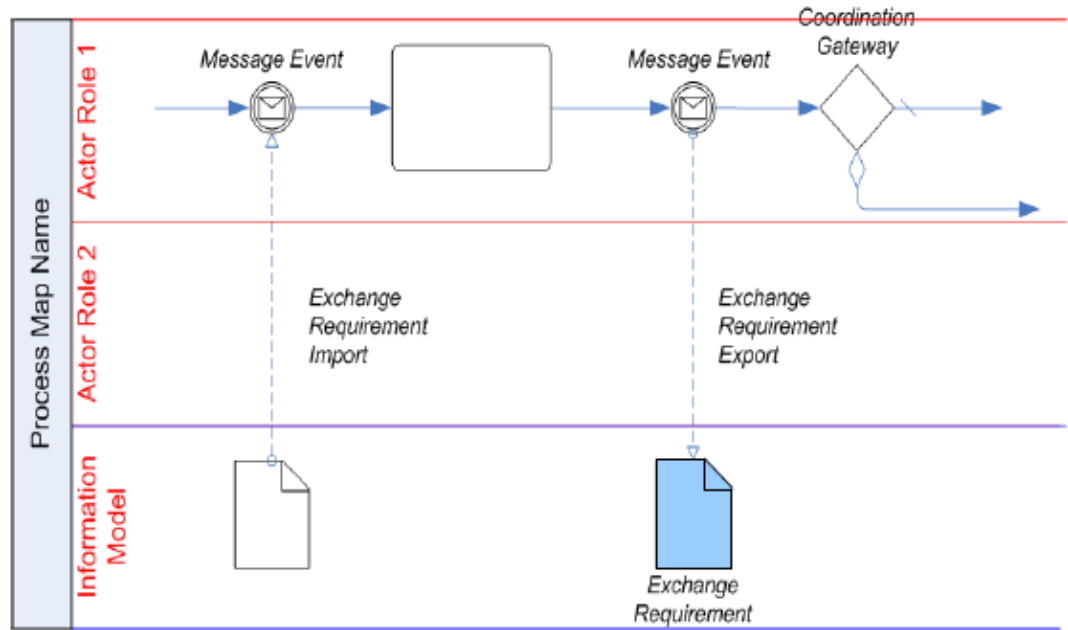 Process Map Name
Actor Role 1
Message Event
Message Event
Coordination
Gateway
Actor Role 2
Exchange
Requirement
Import
Exchange
Requirement
Export
Information
Model
Exchange
Requirement